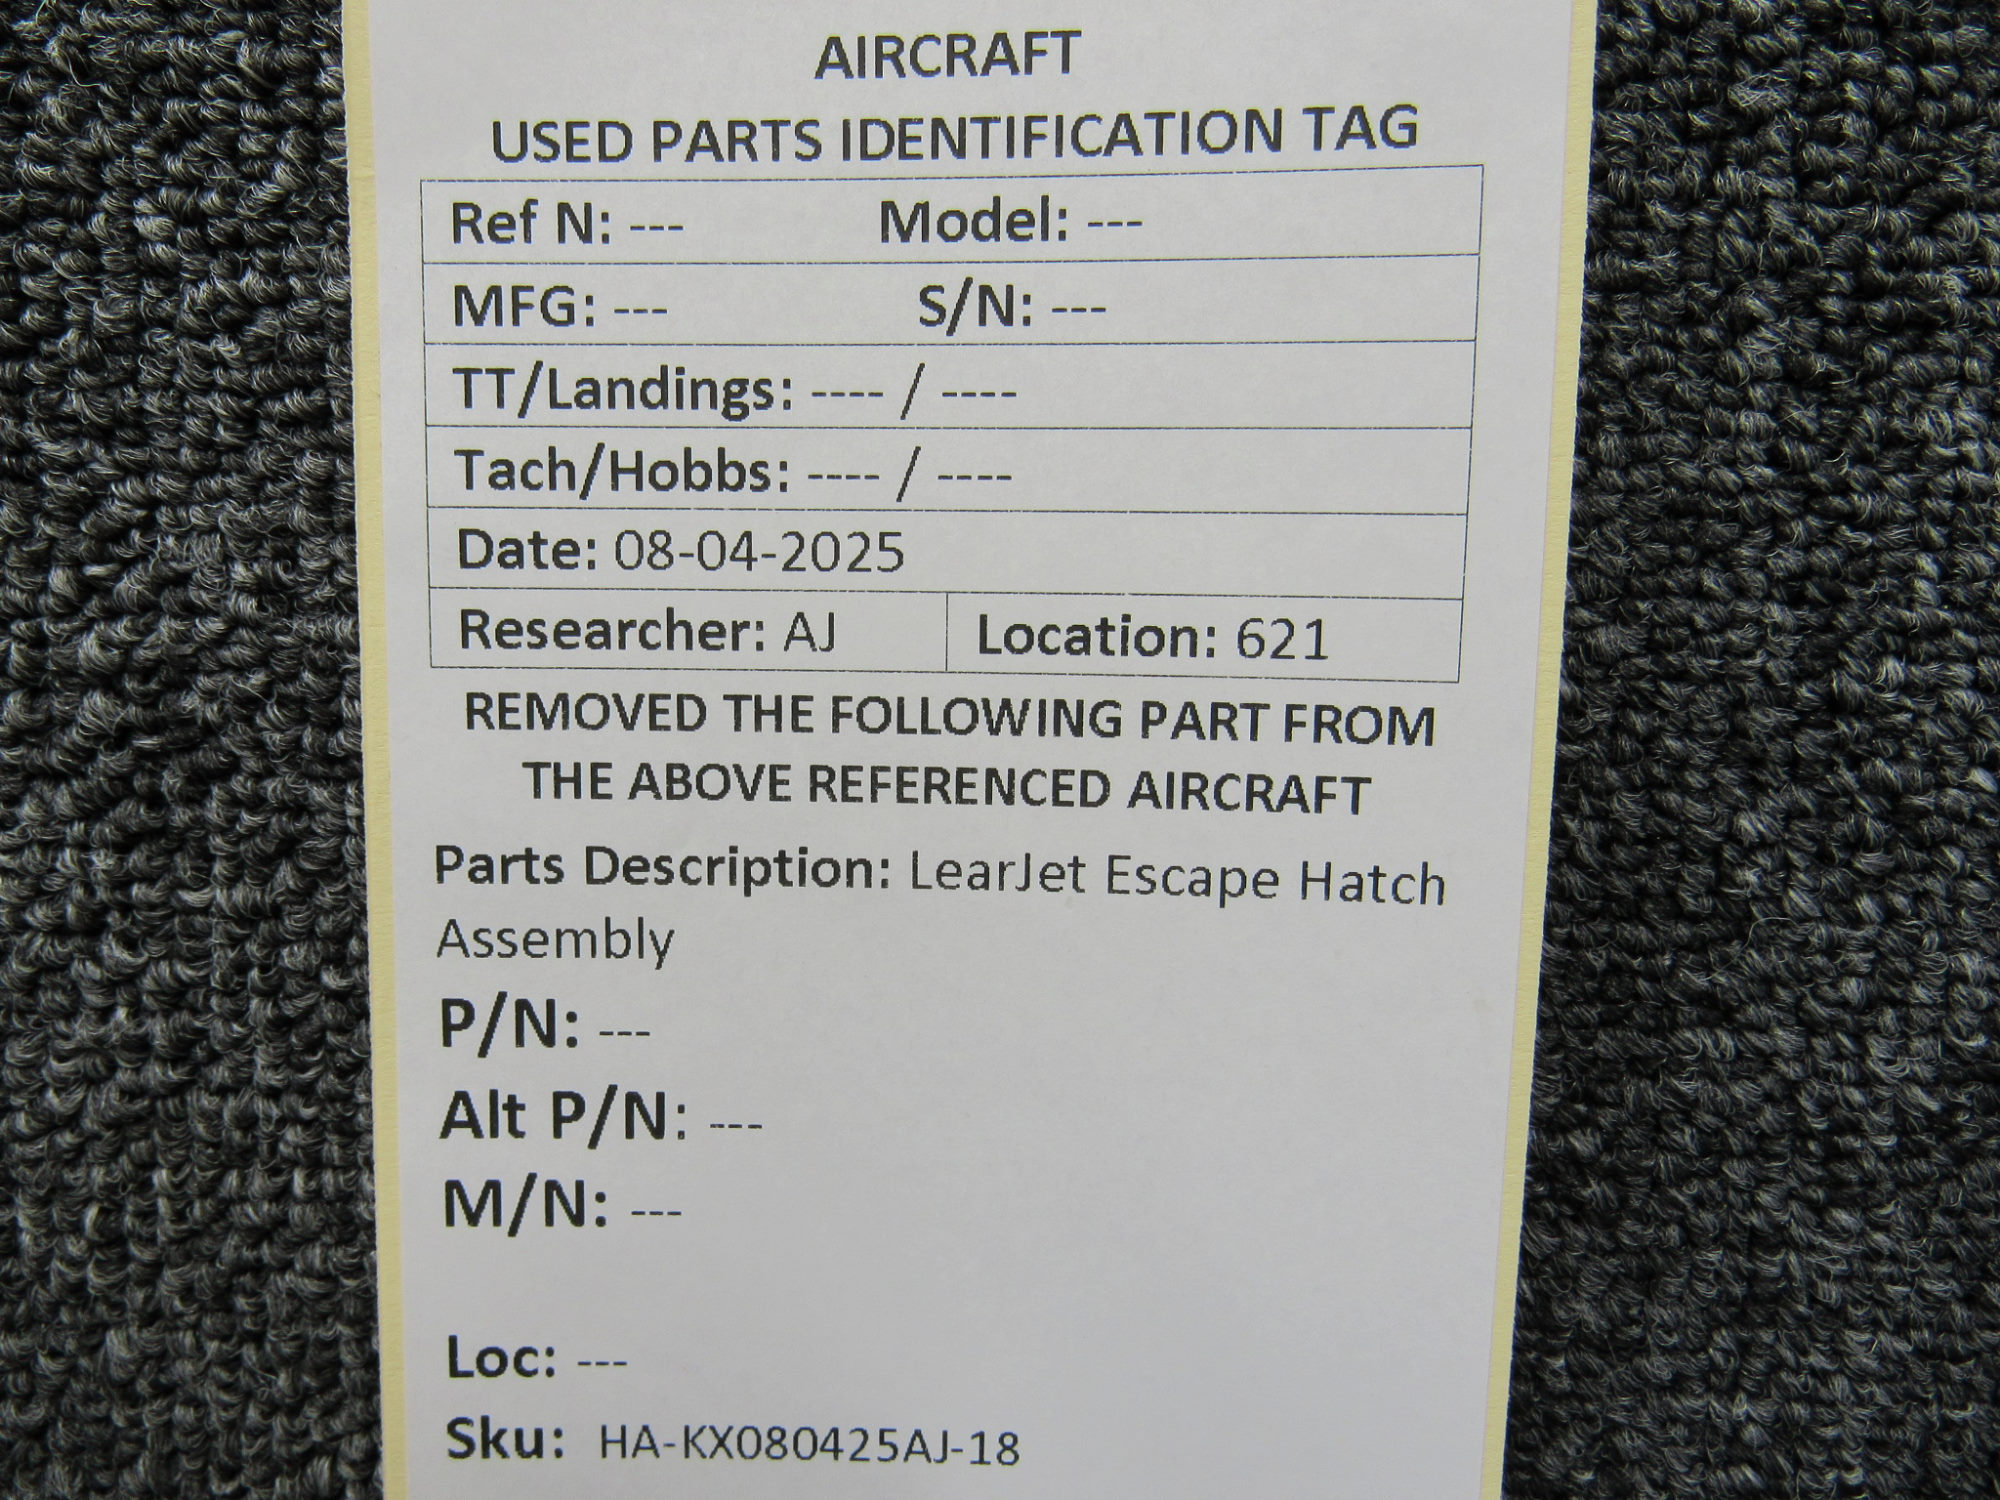 AIRCRAFT
USED PARTS IDENTIFICATION TAG
Ref N: --- Model: ---
MFG: --- S/N: ---
TT/Landings: ---- / ----
Tach/Hobbs: ---- / ----
Date: 08-04-2025
Researcher: AJ Location: 621
REMOVED THE FOLLOWING PART FROM
THE ABOVE REFERENCED AIRCRAFT
Parts Description: LearJet Escape Hatch
Assembly
P/N: ---
Alt P/N: ---
M/N: ---
Loc: ---
Sku: HA-KX080425AJ-18